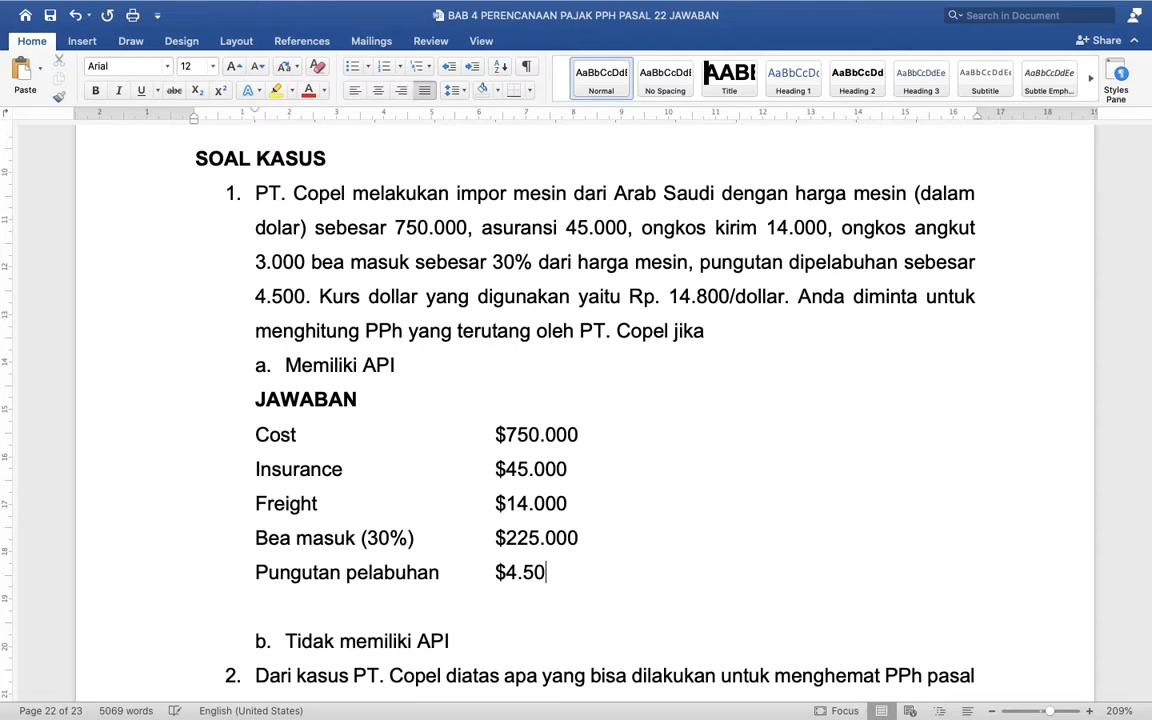 BAB 4 PERENCANAAN PAJAK PPH PASAL 22 JAWABAN
Search in Document
Home Insert Draw Design Layout References Mailings Review View
Share
Paste
Arial 12
AaBbCcDdE AaBbCcDdE AABE AaBbCcDc AaBbCcDd AaBbCcDdEe AaBbCcDdEe AaBbCcDdEe
Normal No Spacing Title Heading 1 Heading 2 Heading 3 Subtitle Subtle Emph...
Styles Pane
SOAL KASUS
1. PT. Copel melakukan impor mesin dari Arab Saudi dengan harga mesin (dalam
dolar) sebesar 750.000, asuransi 45.000, ongkos kirim 14.000, ongkos angkut
3.000 bea masuk sebesar 30% dari harga mesin, pungutan dipelabuhan sebesar
4.500. Kurs dollar yang digunakan yaitu Rp. 14.800/dollar. Anda diminta untuk
menghitung PPh yang terutang oleh PT. Copel jika
a. Memiliki API
JAWABAN
Cost $750.000
Insurance $45.000
Freight $14.000
Bea masuk (30%) $225.000
Pungutan pelabuhan $4.50
b. Tidak memiliki API
2. Dari kasus PT. Copel diatas apa yang bisa dilakukan untuk menghemat PPh pasal
Page 22 of 23 5069 words English (United States) Focus 209%